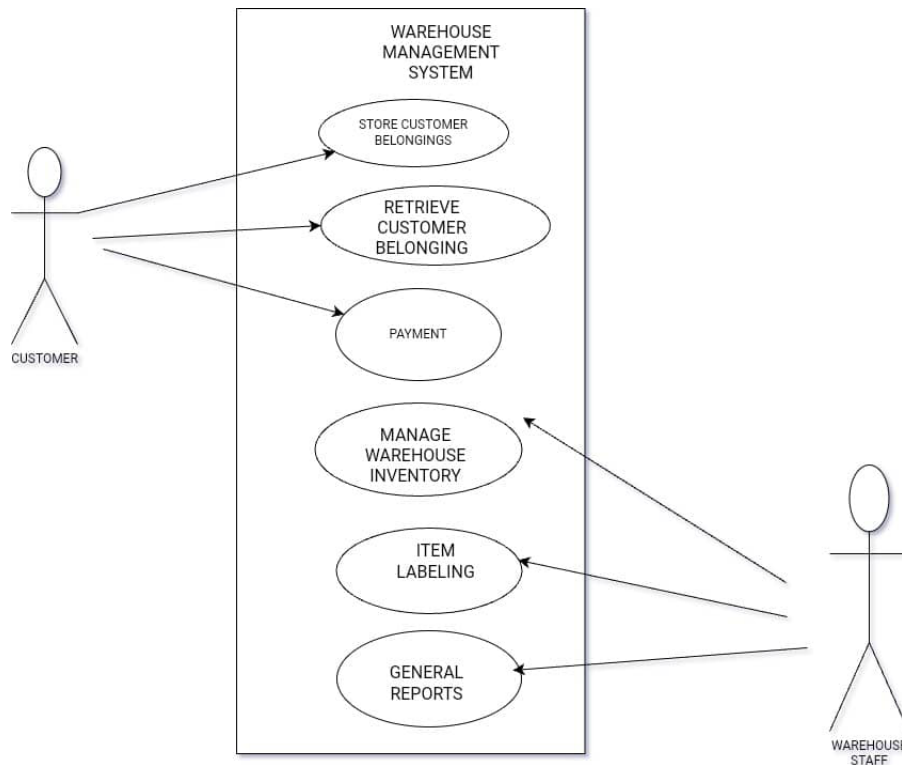 WAREHOUSE
MANAGEMENT
SYSTEM
STORE CUSTOMER
BELONGINGS
RETRIEVE
CUSTOMER
BELONGING
PAYMENT
CUSTOMER
MANAGE
WAREHOUSE
INVENTORY
ITEM
LABELING
GENERAL
REPORTS
WAREHOUSE
STAFF